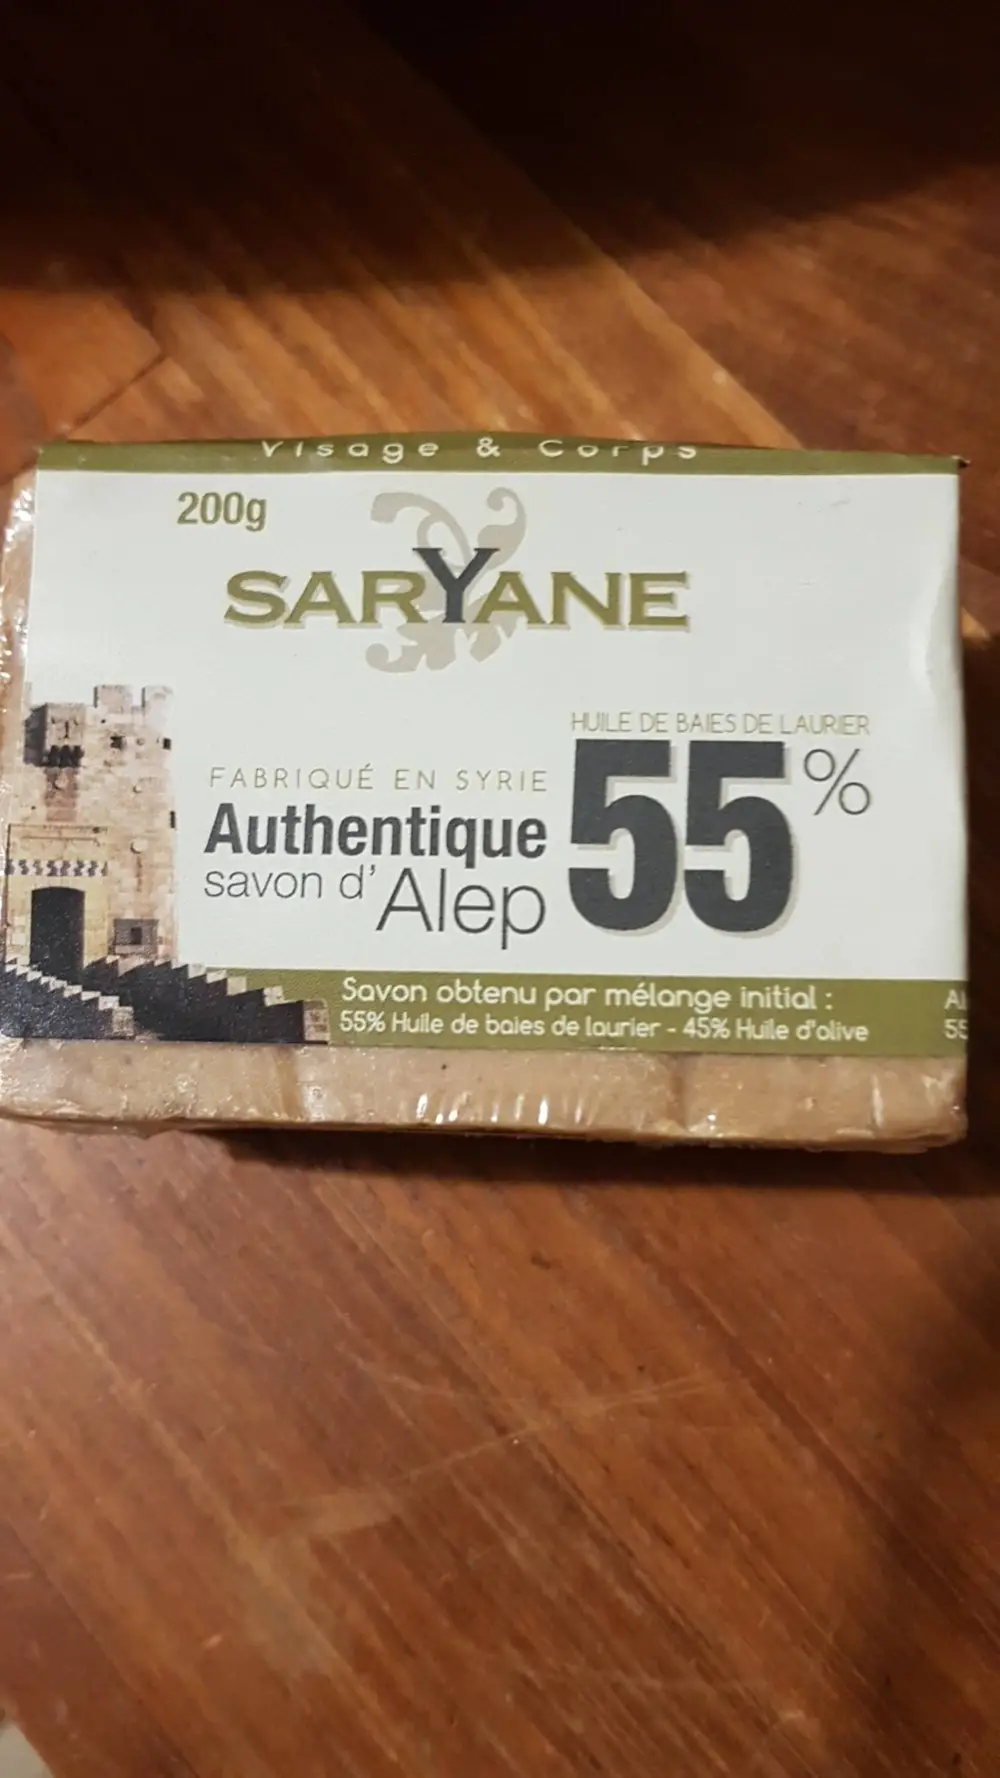 Visage & Corps
200g
SARYANE
HUILE DE BAIES DE LAURIER
55%
FABRIQUÉ EN SYRIE
Authentique
savon d'Alep
Savon obtenu par mélange initial :
55% Huile de baies de laurier - 45% Huile d'olive